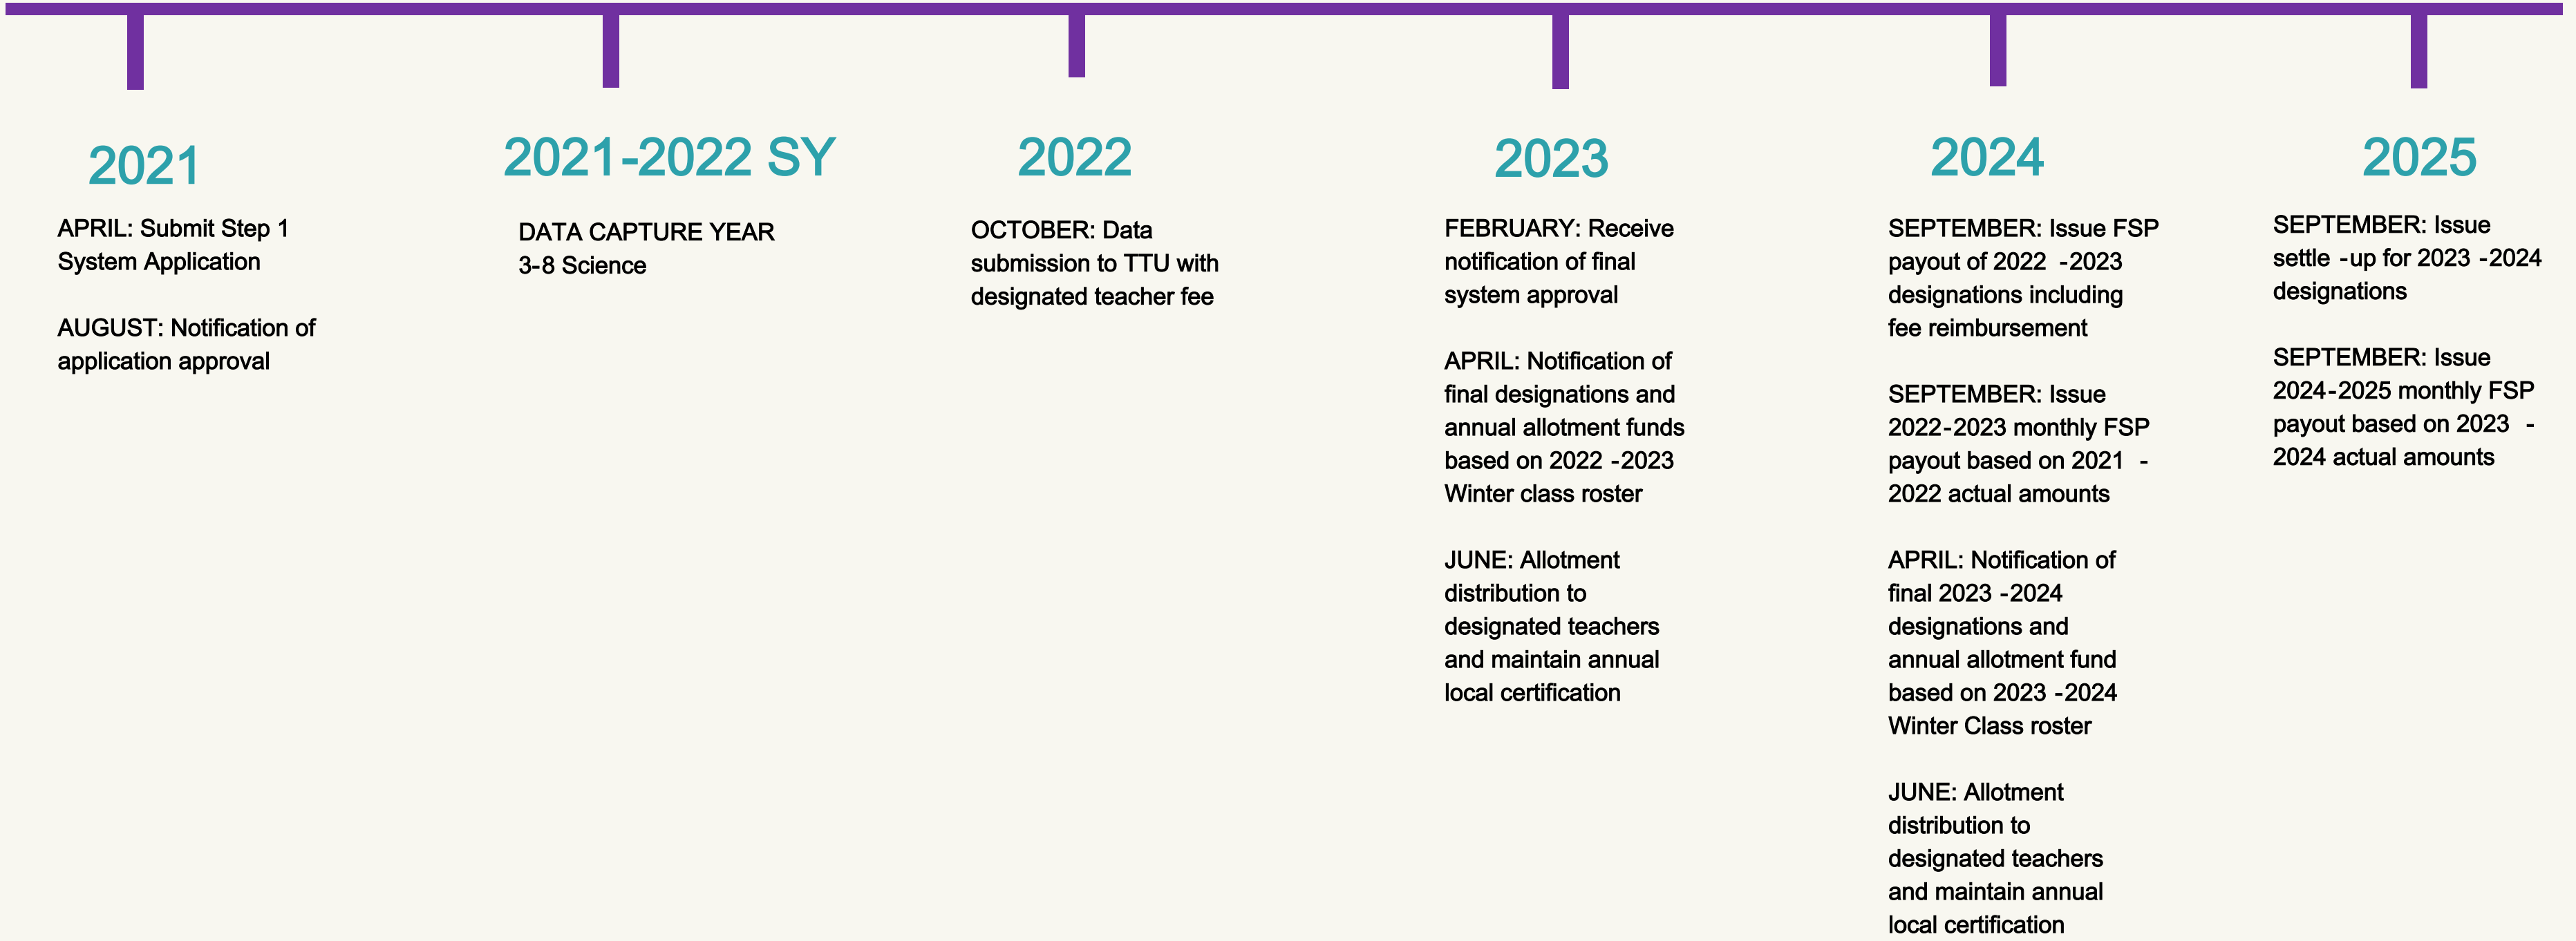 2021
APRIL: Submit Step 1
System Application
AUGUST: Notification of
application approval
2021-2022 SY
DATA CAPTURE YEAR
3-8 Science
2022
OCTOBER: Data
submission to TTU with
designated teacher fee
2023
FEBRUARY: Receive
notification of final
system approval
APRIL: Notification of
final designations and
annual allotment funds
based on 2022 -2023
Winter class roster
JUNE: Allotment
distribution to
designated teachers
and maintain annual
local certification
2024
SEPTEMBER: Issue FSP
payout of 2022 -2023
designations including
fee reimbursement
SEPTEMBER: Issue
2022-2023 monthly FSP
payout based on 2021 -
2022 actual amounts
APRIL: Notification of
final 2023 -2024
designations and
annual allotment fund
based on 2023 -2024
Winter Class roster
JUNE: Allotment
distribution to
designated teachers
and maintain annual
local certification
2025
SEPTEMBER: Issue
settle -up for 2023 -2024
designations
SEPTEMBER: Issue
2024-2025 monthly FSP
payout based on 2023 -
2024 actual amounts